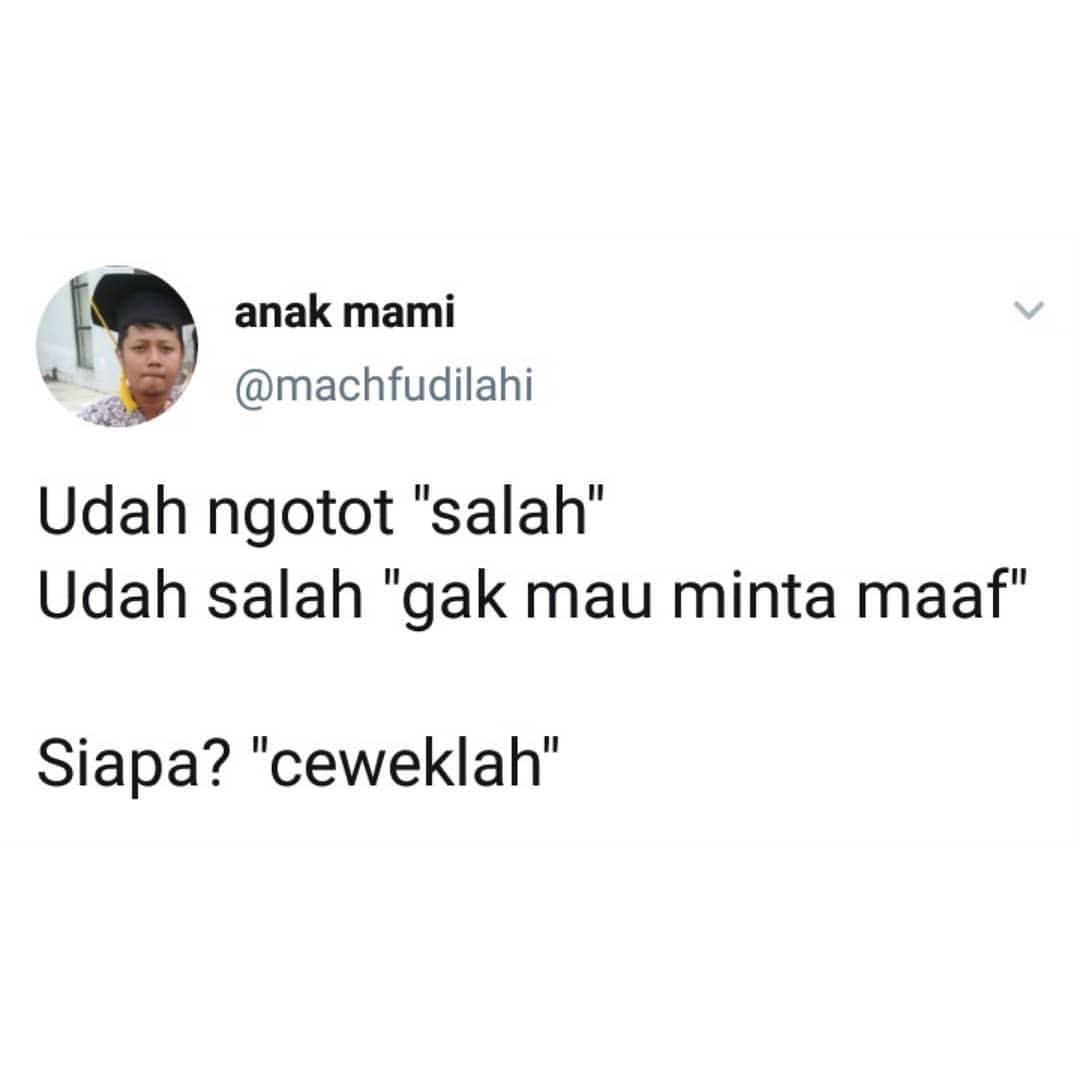 anak mami
@machfudilahi
Udah ngotot "salah"
Udah salah "gak mau minta maaf"
Siapa? "ceweklah"